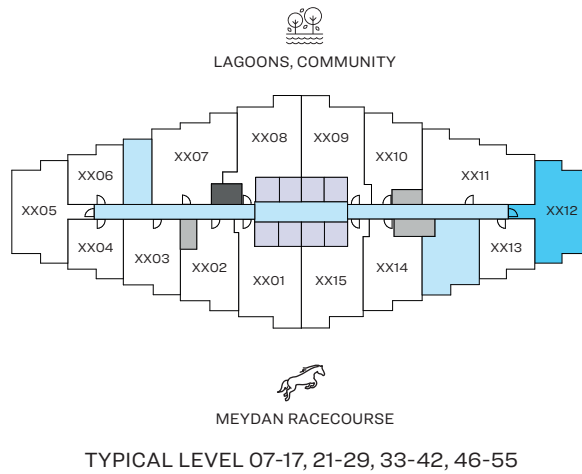 LAGOONS, COMMUNITY
XX08
XX09
XX07
XX10
XX06
XX11
XX05
XX12
XX04
XX13
XX03
XX02
XX14
XX01
XX15
MEYDAN RACECOURSE
TYPICAL LEVEL 07-17, 21-29, 33-42, 46-55